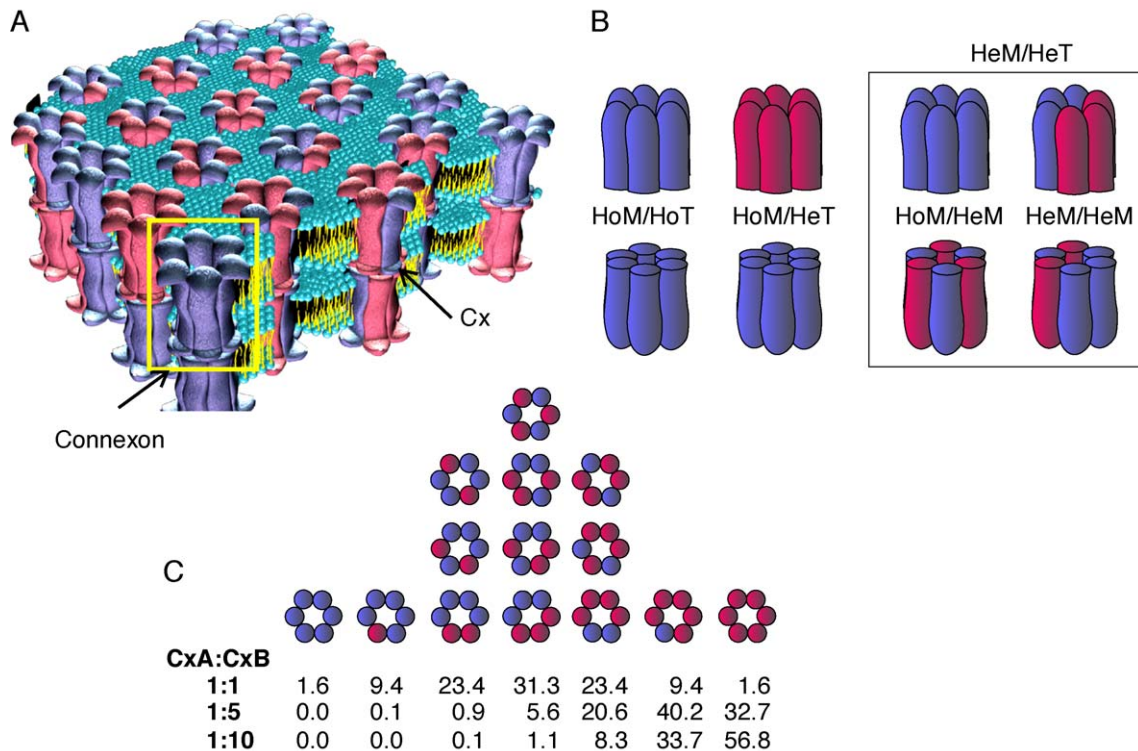 A
Cx
Connexon
B
HeM/HeT
HoM/HoT HoM/HeT HoM/HeM HeM/HeM
C
CxA:CxB
1:1 1.6 9.4 23.4 31.3 23.4 9.4 1.6
1:5 0.0 0.1 0.9 5.6 20.6 40.2 32.7
1:10 0.0 0.0 0.1 1.1 8.3 33.7 56.8